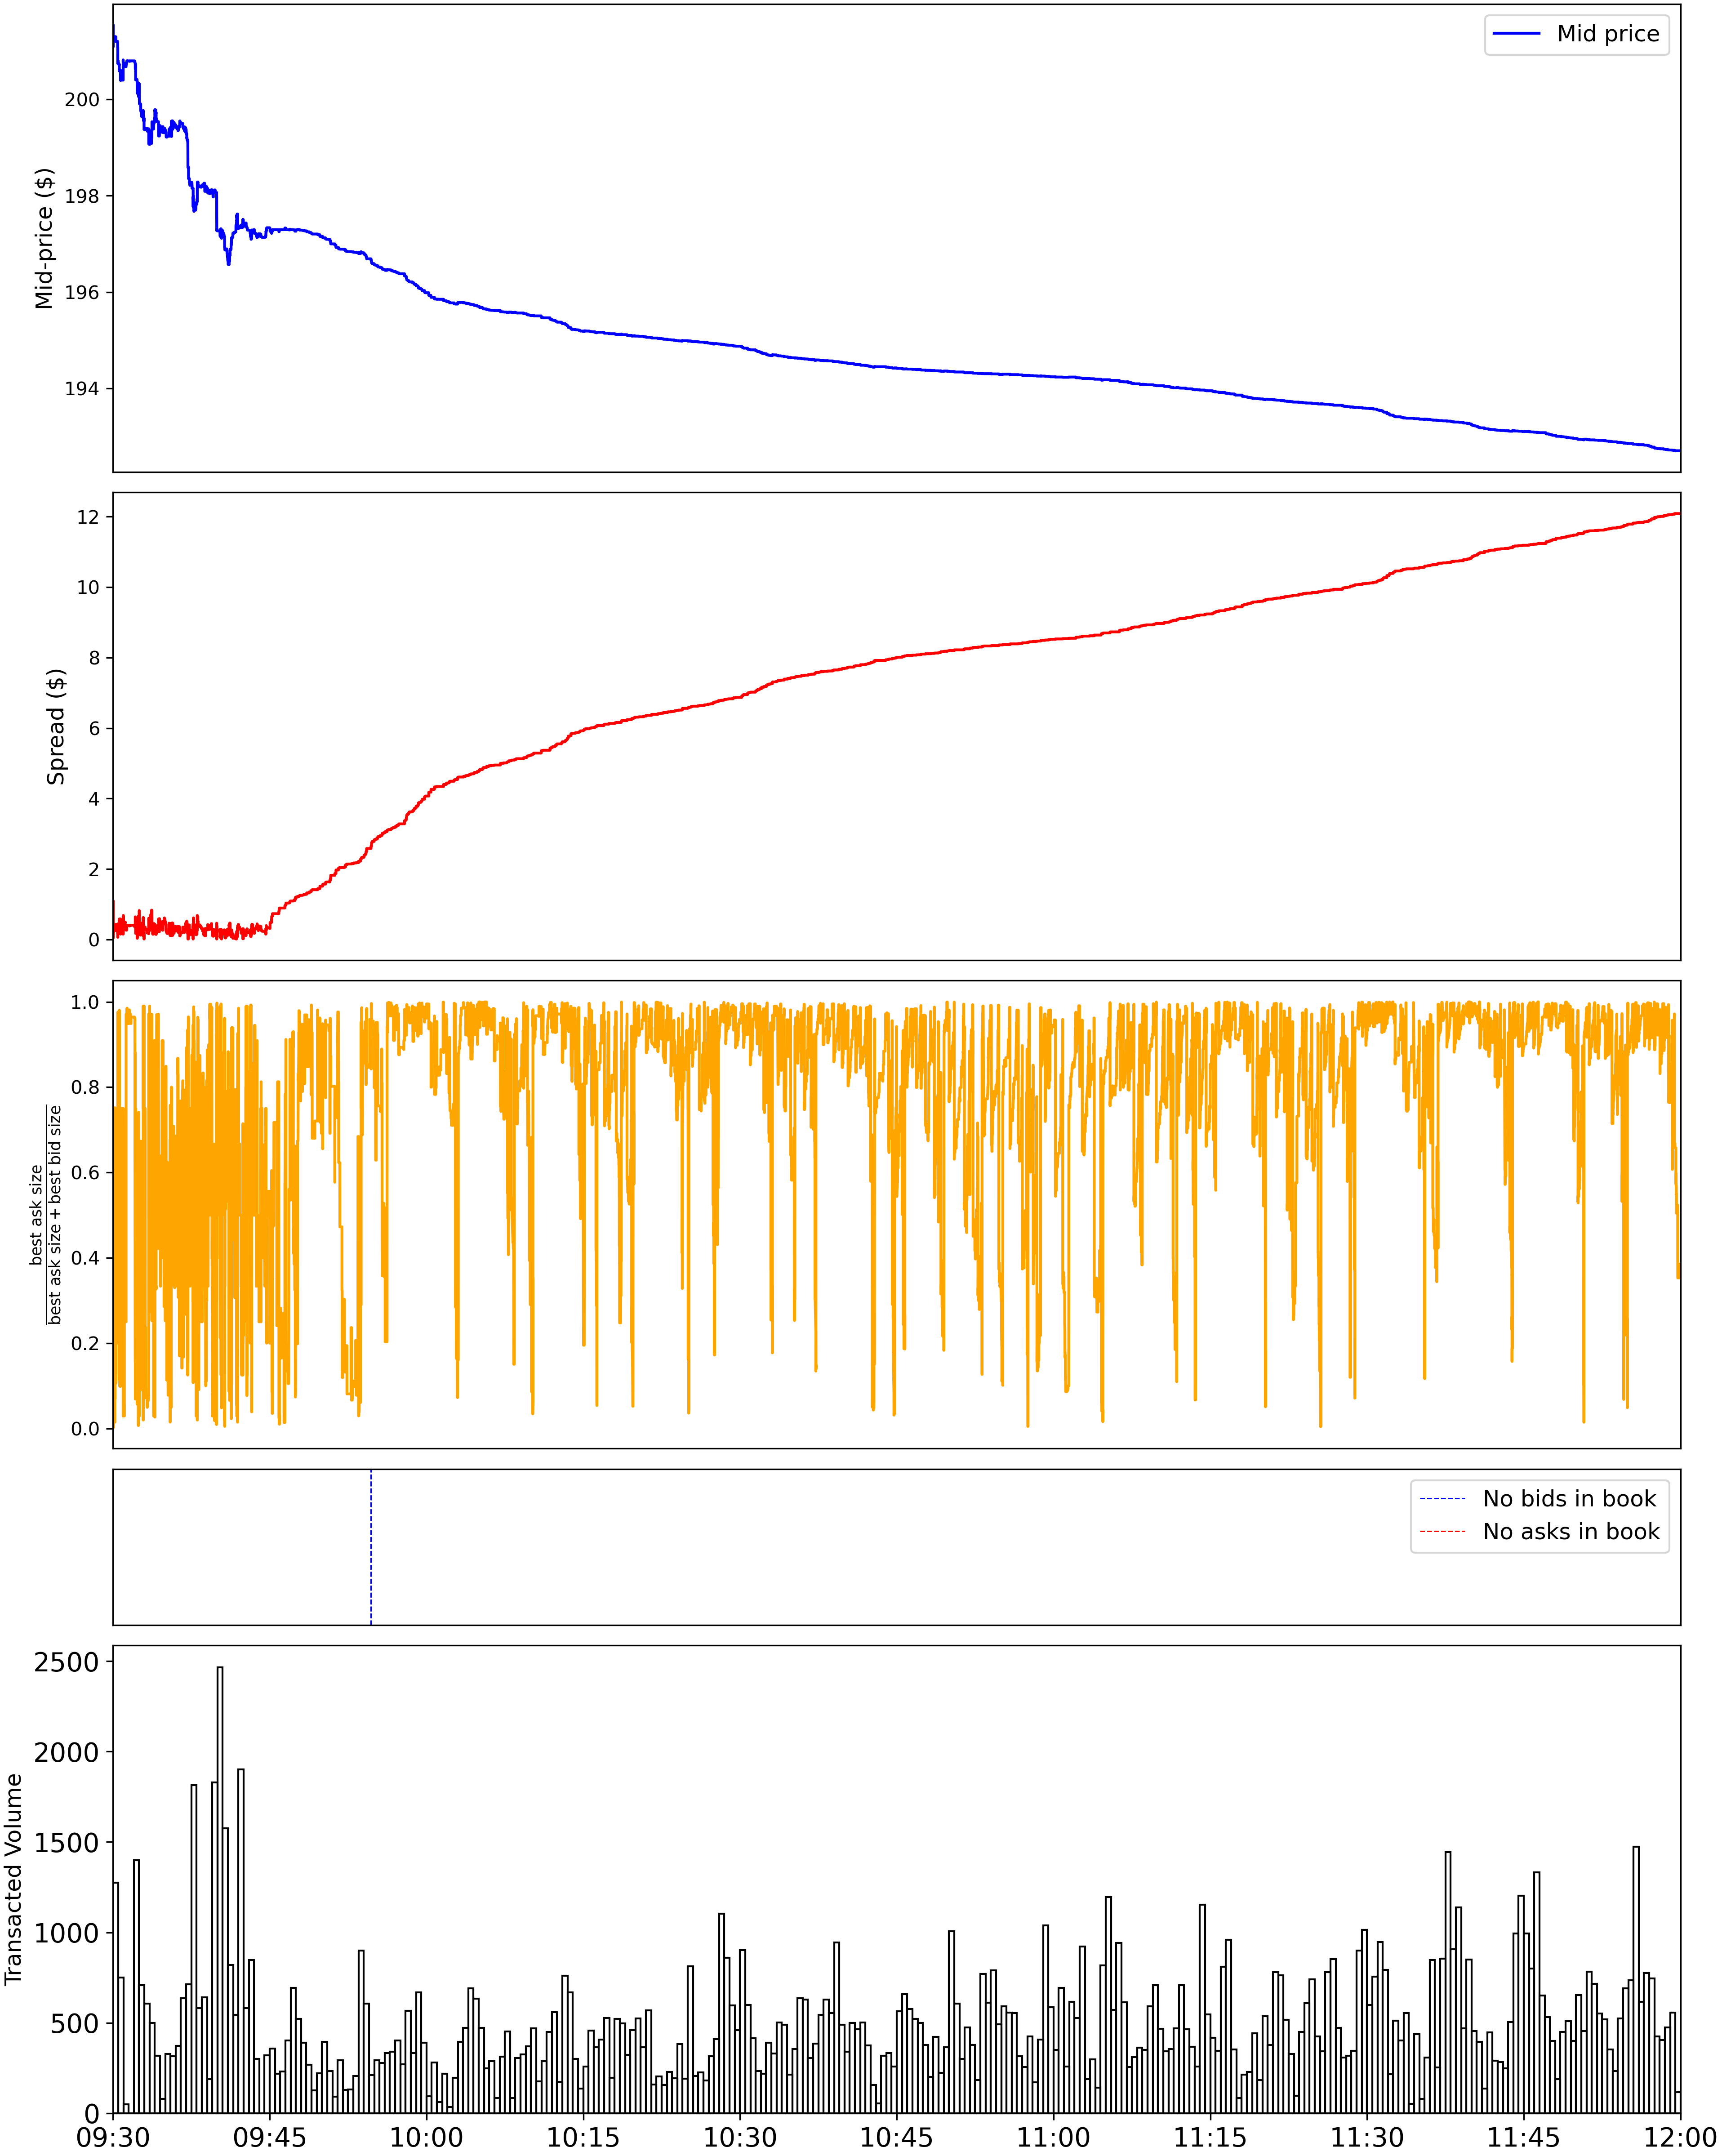 Mid price
200
198
196
194
Mid-price ($)
12
10
8
6
4
2
0
Spread ($)
1.0
0.8
0.6
0.4
0.2
0.0
best ask size
best ask size + best bid size
No bids in book
No asks in book
2500
2000
1500
1000
500
0
Transacted Volume
09:30 09:45 10:00 10:15 10:30 10:45 11:00 11:15 11:30 11:45 12:00